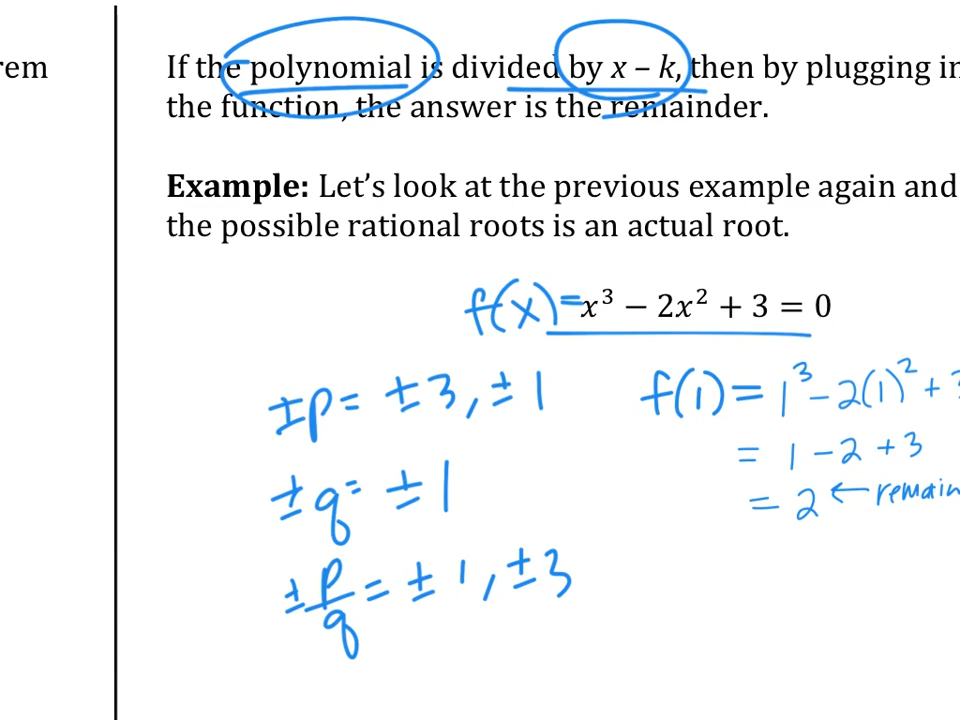 rem
If the polynomial is divided by x – k, then by plugging in
the function, the answer is the remainder.
Example: Let's look at the previous example again and
the possible rational roots is an actual root.
f(x) = x³ − 2x² + 3 = 0
±p = ±3, ±1
±q = ±1
±p/q = ±1, ±3
f(1) = 1³ − 2(1)² + 3
= 1 − 2 + 3
= 2 ← remain